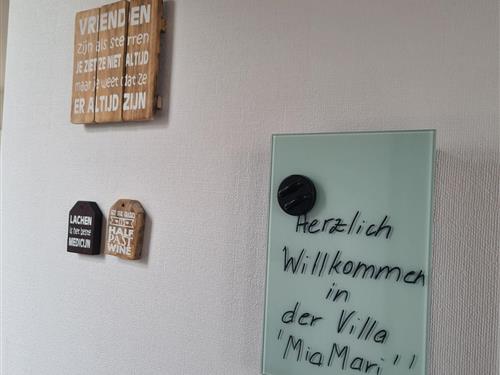 VRIENDEN
Zijn als sterren
JE ZIET ZE NIET ALTIJD
maar je weet dat ze
ER ALTIJD ZIJN
LACHEN
is het beste
MEDICIJN
HALF
PAST
WINE
Herzlich
Willkommen
in
der Villa
"MiaMari"